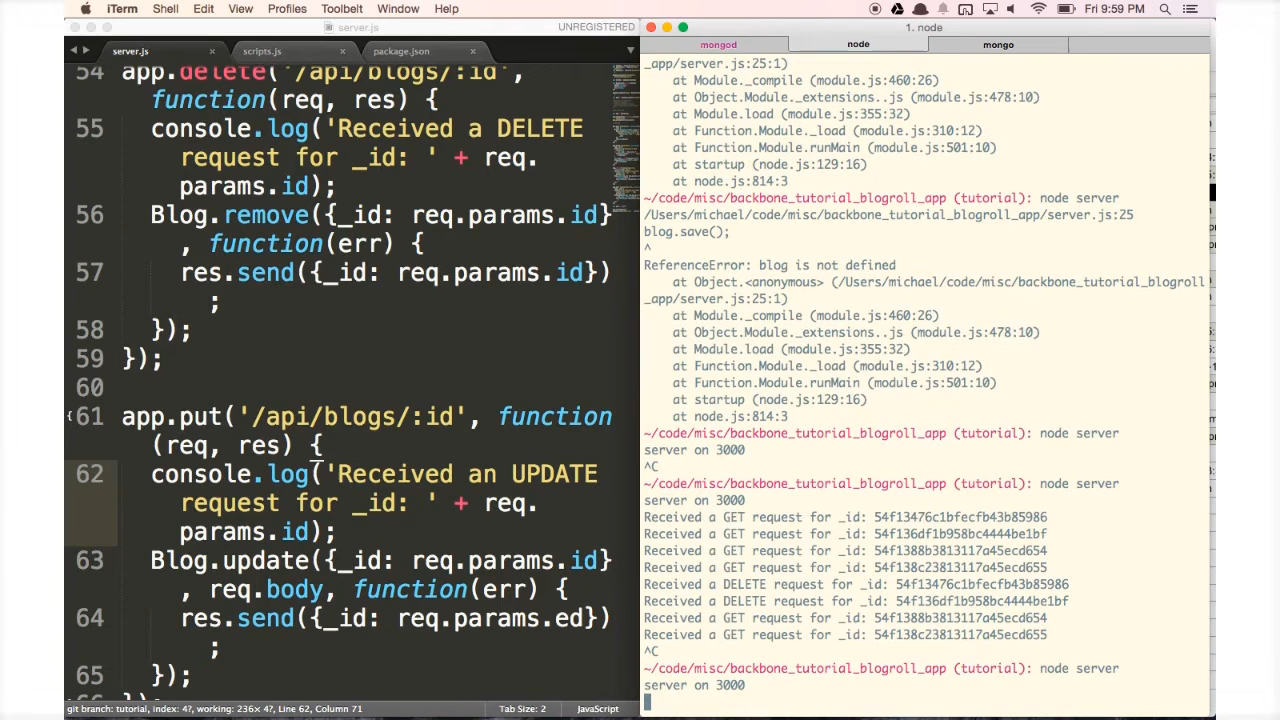 iTerm Shell Edit View Profiles Toolbelt Window Help Fri 9:59 PM
server.js UNREGISTERED
server.js scripts.js package.json
54 app.delete('/api/blogs/:id',
function(req, res) {
55 console.log('Received a DELETE
request for _id: ' + req.
params.id);
56 Blog.remove({_id: req.params.id}
, function(err) {
57 res.send({_id: req.params.id})
;
58 });
59 });
60
61 app.put('/api/blogs/:id', function
(req, res) {
62 console.log('Received an UPDATE
request for _id: ' + req.
params.id);
63 Blog.update({_id: req.params.id}
, req.body, function(err) {
64 res.send({_id: req.params.ed})
;
65 });
66 });
git branch: tutorial, index: 4?, working: 236≠ 4?, Line 62, Column 71 Tab Size: 2 JavaScript
1. node
mongod node mongo
_app/server.js:25:1)
at Module._compile (module.js:460:26)
at Object.Module._extensions..js (module.js:478:10)
at Module.load (module.js:355:32)
at Function.Module._load (module.js:310:12)
at Function.Module.runMain (module.js:501:10)
at startup (node.js:129:16)
at node.js:814:3
~/code/misc/backbone_tutorial_blogroll_app (tutorial): node server
/Users/michael/code/misc/backbone_tutorial_blogroll_app/server.js:25
blog.save();
^
ReferenceError: blog is not defined
at Object.<anonymous> (/Users/michael/code/misc/backbone_tutorial_blogroll
_app/server.js:25:1)
at Module._compile (module.js:460:26)
at Object.Module._extensions..js (module.js:478:10)
at Module.load (module.js:355:32)
at Function.Module._load (module.js:310:12)
at Function.Module.runMain (module.js:501:10)
at startup (node.js:129:16)
at node.js:814:3
~/code/misc/backbone_tutorial_blogroll_app (tutorial): node server
server on 3000
^C
~/code/misc/backbone_tutorial_blogroll_app (tutorial): node server
server on 3000
Received a GET request for _id: 54f13476c1bfecfb43b85986
Received a GET request for _id: 54f136df1b958bc4444be1bf
Received a GET request for _id: 54f1388b3813117a45ecd654
Received a GET request for _id: 54f138c23813117a45ecd655
Received a DELETE request for _id: 54f13476c1bfecfb43b85986
Received a DELETE request for _id: 54f136df1b958bc4444be1bf
Received a GET request for _id: 54f1388b3813117a45ecd654
Received a GET request for _id: 54f138c23813117a45ecd655
^C
~/code/misc/backbone_tutorial_blogroll_app (tutorial): node server
server on 3000